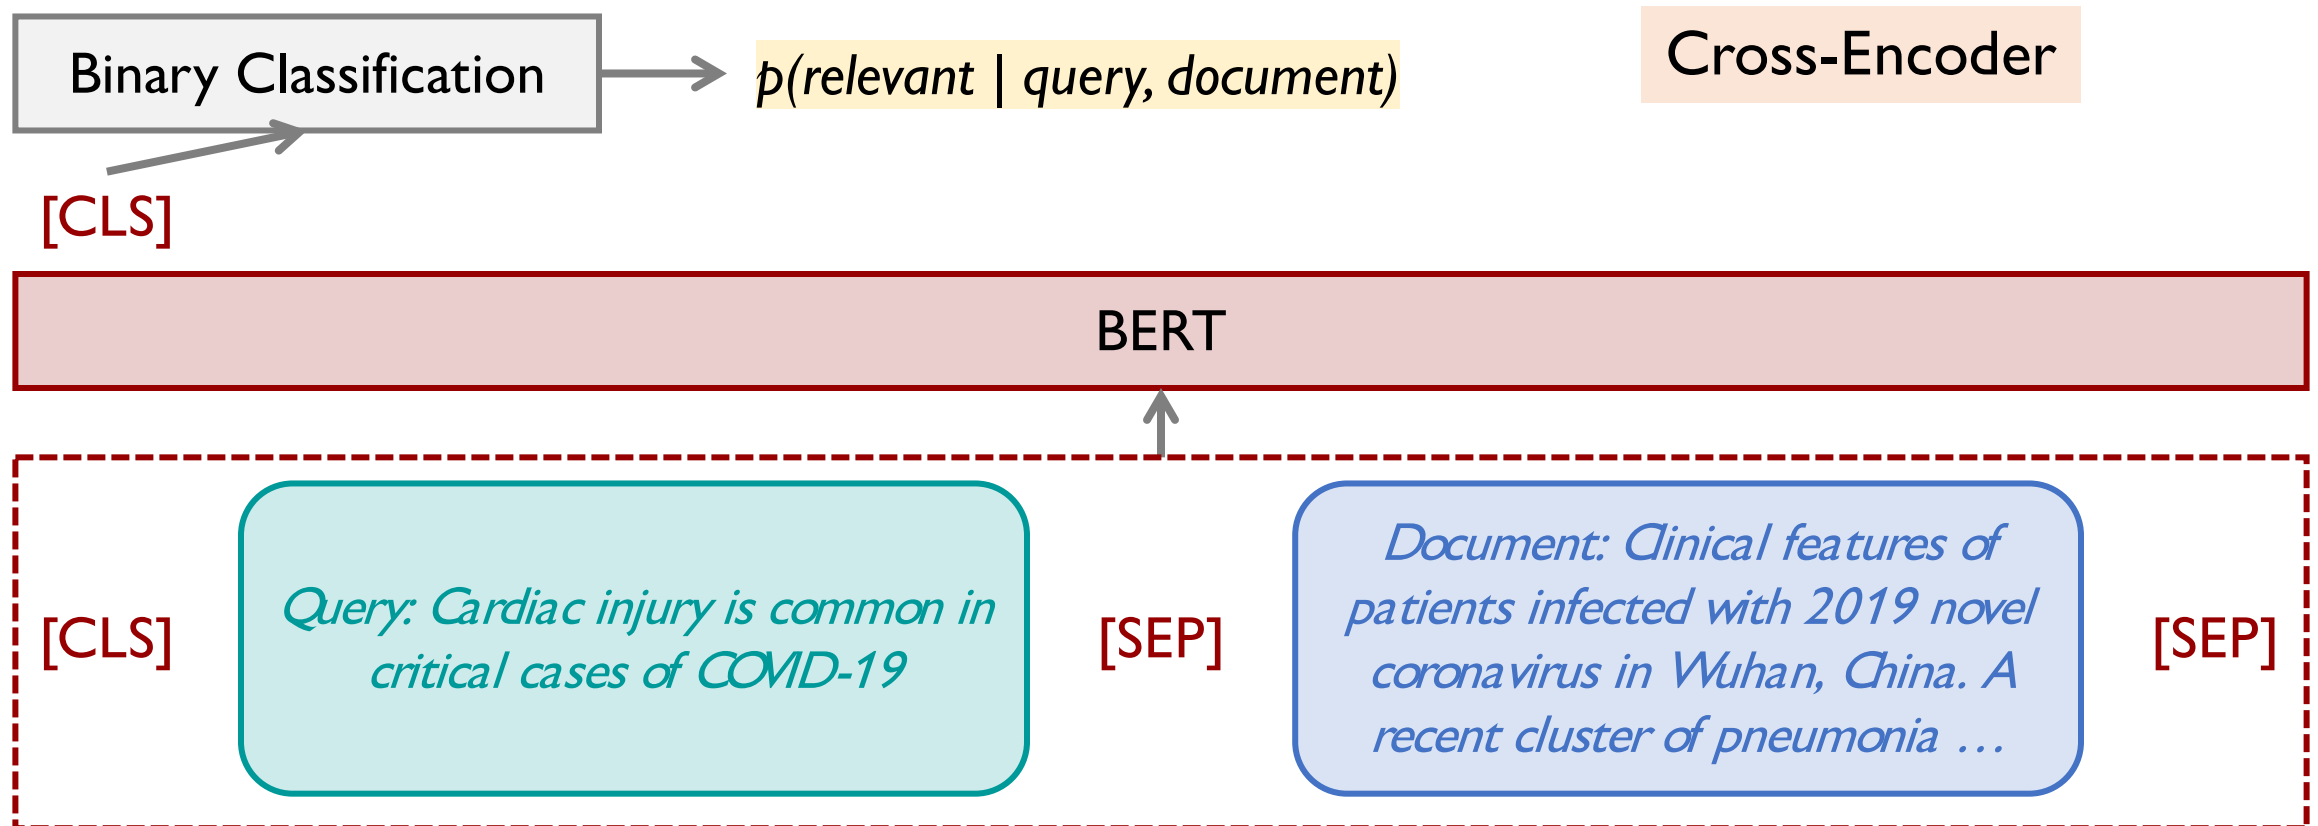 Binary Classification
p(relevant | query, document)
Cross-Encoder
[CLS]
BERT
[CLS]
Query: Cardiac injury is common in
critical cases of COVID-19
[SEP]
Document: Clinical features of
patients infected with 2019 novel
coronavirus in Wuhan, China. A
recent cluster of pneumonia …
[SEP]